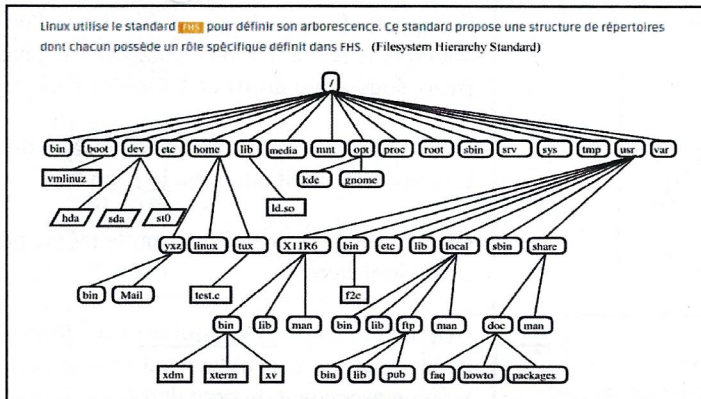 Linux utilise le standard FHS pour définir son arborescence. Ce standard propose une structure de répertoires
dont chacun possède un rôle spécifique définit dans FHS. (Filesystem Hierarchy Standard)
/
bin boot dev etc home lib media mnt opt proc root sbin srv sys tmp usr var
vmlinuz kde gnome
hda sda st0 ld.so
yxz linux tux X11R6 bin etc lib local sbin share
bin Mail test.c f2c
bin lib man bin lib ftp man doc man
xdm xterm xv bin lib pub faq howto packages